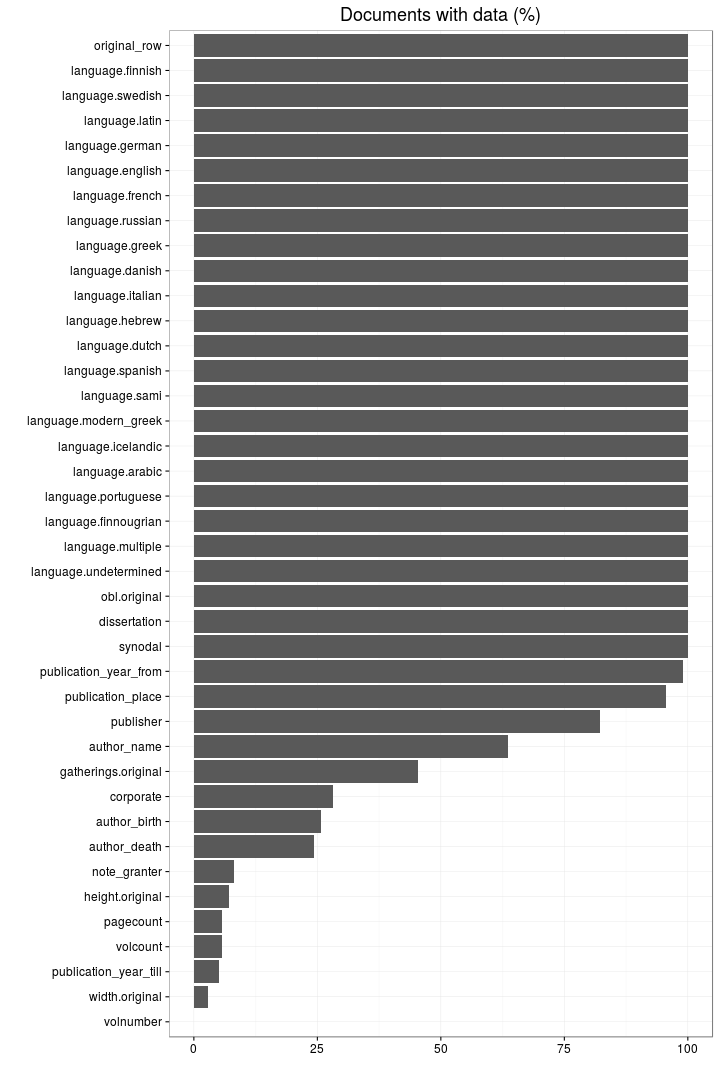 Documents with data (%)
original_row
language.finnish
language.swedish
language.latin
language.german
language.english
language.french
language.russian
language.greek
language.danish
language.italian
language.hebrew
language.dutch
language.spanish
language.sami
language.modern_greek
language.icelandic
language.arabic
language.portuguese
language.finnougrian
language.multiple
language.undetermined
obl.original
dissertation
synodal
publication_year_from
publication_place
publisher
author_name
gatherings.original
corporate
author_birth
author_death
note_granter
height.original
pagecount
volcount
publication_year_till
width.original
volnumber
0 25 50 75 100